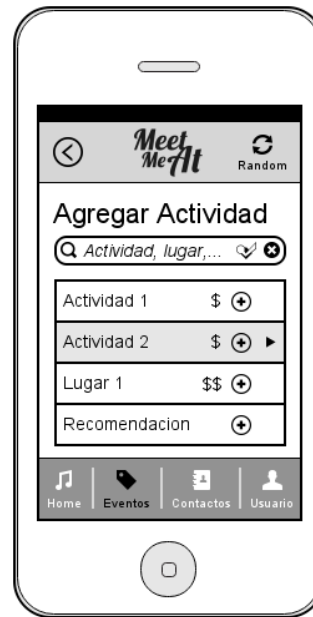 Meet
Me At
Random
Agregar Actividad
Actividad, lugar,...
Actividad 1 $
Actividad 2 $
Lugar 1 $$
Recomendacion
Home Eventos Contactos Usuario